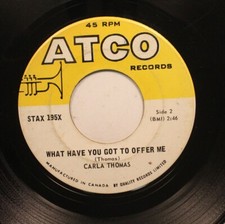 45 RPM
ATCO
RECORDS
STAX 195X
Side 2
(BMI) 2:46
WHAT HAVE YOU GOT TO OFFER ME
(Thomas)
CARLA THOMAS
MANUFACTURED IN CANADA BY QUALITY RECORDS LIMITED